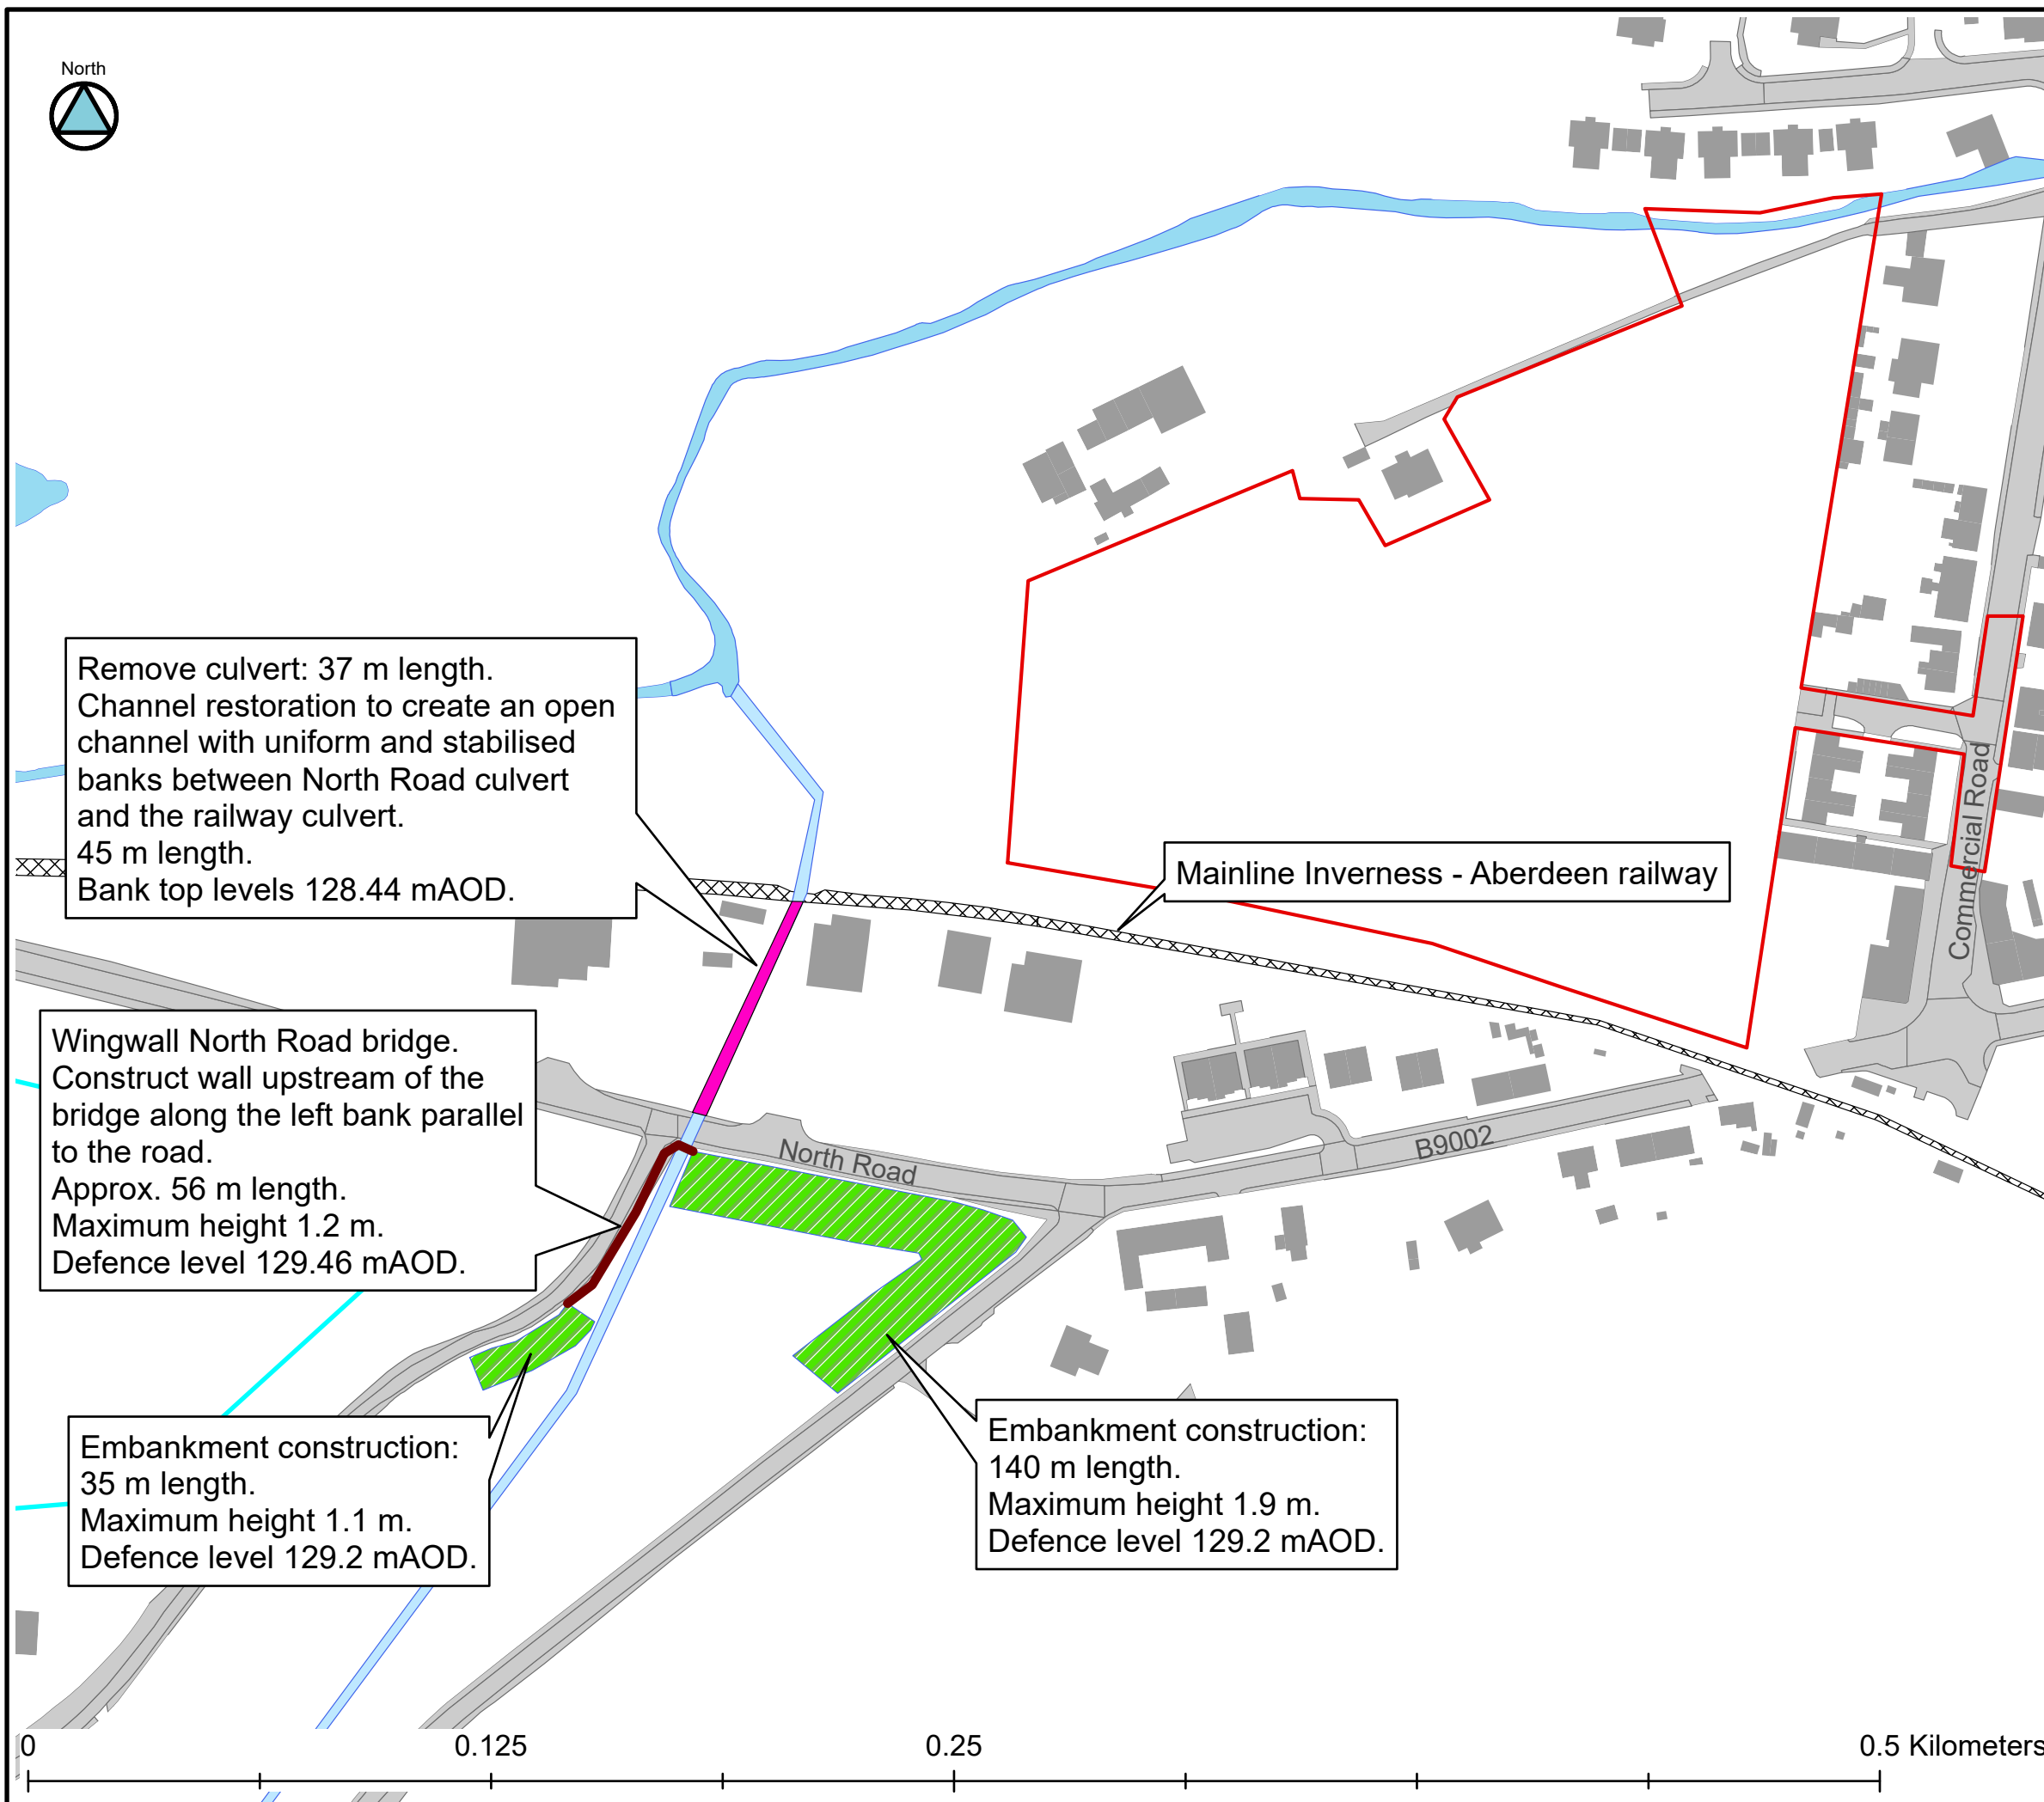 North
Remove culvert: 37 m length.
Channel restoration to create an open
channel with uniform and stabilised
banks between North Road culvert
and the railway culvert.
45 m length.
Bank top levels 128.44 mAOD.
Mainline Inverness - Aberdeen railway
Commercial Road
Wingwall North Road bridge.
Construct wall upstream of the
bridge along the left bank parallel
to the road.
Approx. 56 m length.
Maximum height 1.2 m.
Defence level 129.46 mAOD.
North Road
B9002
Embankment construction:
35 m length.
Maximum height 1.1 m.
Defence level 129.2 mAOD.
Embankment construction:
140 m length.
Maximum height 1.9 m.
Defence level 129.2 mAOD.
0 0.125 0.25 0.5 Kilometers